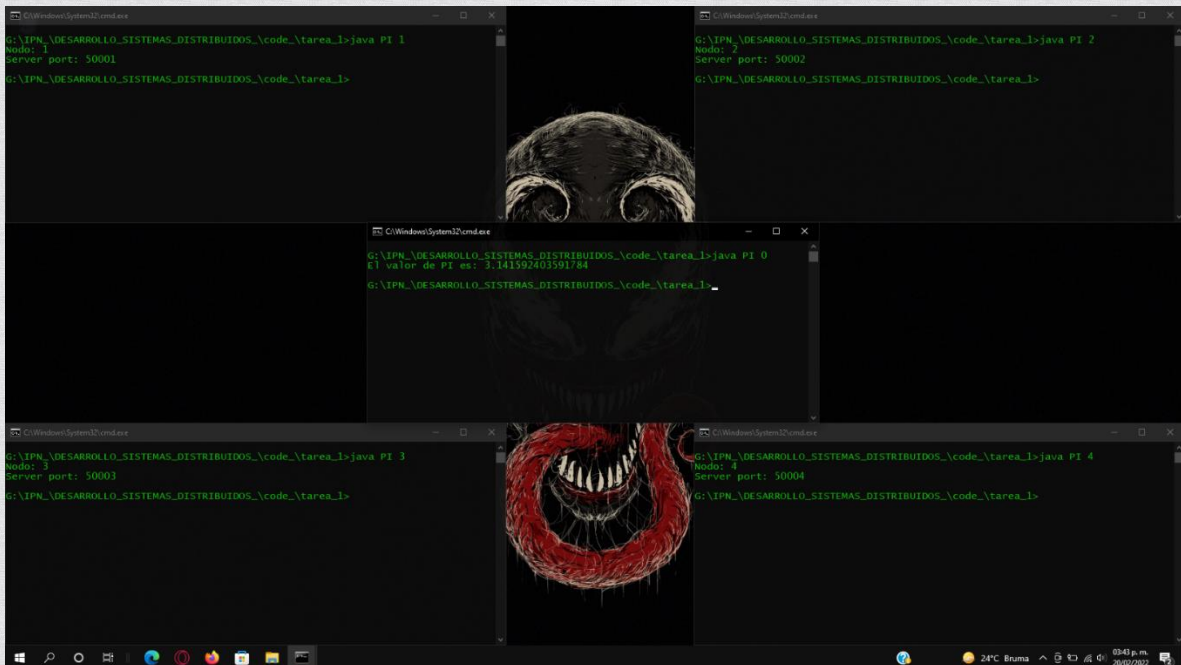 C:\Windows\System32\cmd.exe
G:\IPN_\DESARROLLO_SISTEMAS_DISTRIBUIDOS_\code_\tarea_1>java PI 1
Nodo: 1
Server port: 50001
G:\IPN_\DESARROLLO_SISTEMAS_DISTRIBUIDOS_\code_\tarea_1>
C:\Windows\System32\cmd.exe
G:\IPN_\DESARROLLO_SISTEMAS_DISTRIBUIDOS_\code_\tarea_1>java PI 2
Nodo: 2
Server port: 50002
G:\IPN_\DESARROLLO_SISTEMAS_DISTRIBUIDOS_\code_\tarea_1>
C:\Windows\System32\cmd.exe
G:\IPN_\DESARROLLO_SISTEMAS_DISTRIBUIDOS_\code_\tarea_1>java PI 0
El valor de PI es: 3.141592403591784
G:\IPN_\DESARROLLO_SISTEMAS_DISTRIBUIDOS_\code_\tarea_1>
C:\Windows\System32\cmd.exe
G:\IPN_\DESARROLLO_SISTEMAS_DISTRIBUIDOS_\code_\tarea_1>java PI 3
Nodo: 3
Server port: 50003
G:\IPN_\DESARROLLO_SISTEMAS_DISTRIBUIDOS_\code_\tarea_1>
C:\Windows\System32\cmd.exe
G:\IPN_\DESARROLLO_SISTEMAS_DISTRIBUIDOS_\code_\tarea_1>java PI 4
Nodo: 4
Server port: 50004
G:\IPN_\DESARROLLO_SISTEMAS_DISTRIBUIDOS_\code_\tarea_1>
24°C Bruma
03:43 p. m.
20/02/2022